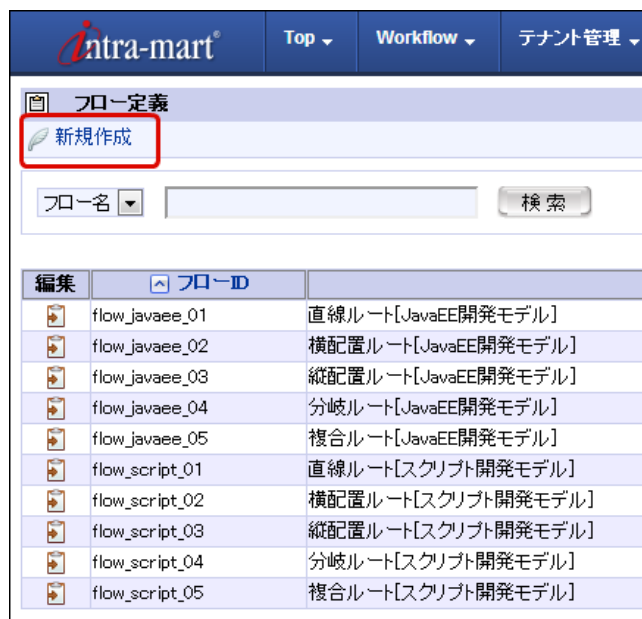 intra-mart® Top Workflow テナント管理
フロー定義
新規作成
フロー名 検索
編集 フローID
flow_javaee_01 直線ルート[JavaEE開発モデル]
flow_javaee_02 横配置ルート[JavaEE開発モデル]
flow_javaee_03 縦配置ルート[JavaEE開発モデル]
flow_javaee_04 分岐ルート[JavaEE開発モデル]
flow_javaee_05 複合ルート[JavaEE開発モデル]
flow_script_01 直線ルート[スクリプト開発モデル]
flow_script_02 横配置ルート[スクリプト開発モデル]
flow_script_03 縦配置ルート[スクリプト開発モデル]
flow_script_04 分岐ルート[スクリプト開発モデル]
flow_script_05 複合ルート[スクリプト開発モデル]